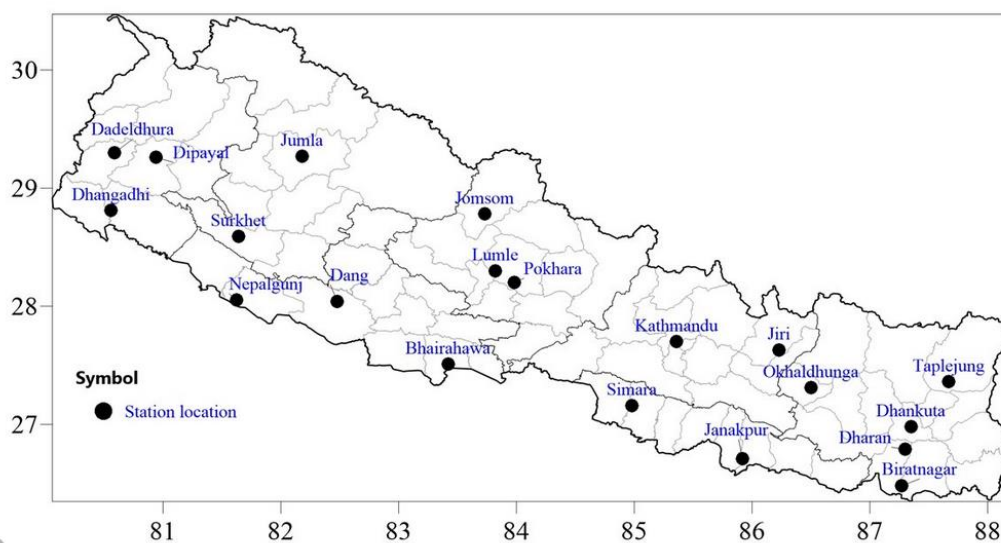 30
Dadeldhura
Dipayal
Jumla
29
Dhangadhi
Jomsom
Surkhet
Lumle
Pokhara
Nepalgunj
Dang
28
Kathmandu
Jiri
Bhairahawa
Okhaldhunga
Taplejung
Symbol
Simara
Station location
Dhankuta
27
Janakpur
Dharan
Biratnagar
81 82 83 84 85 86 87 88